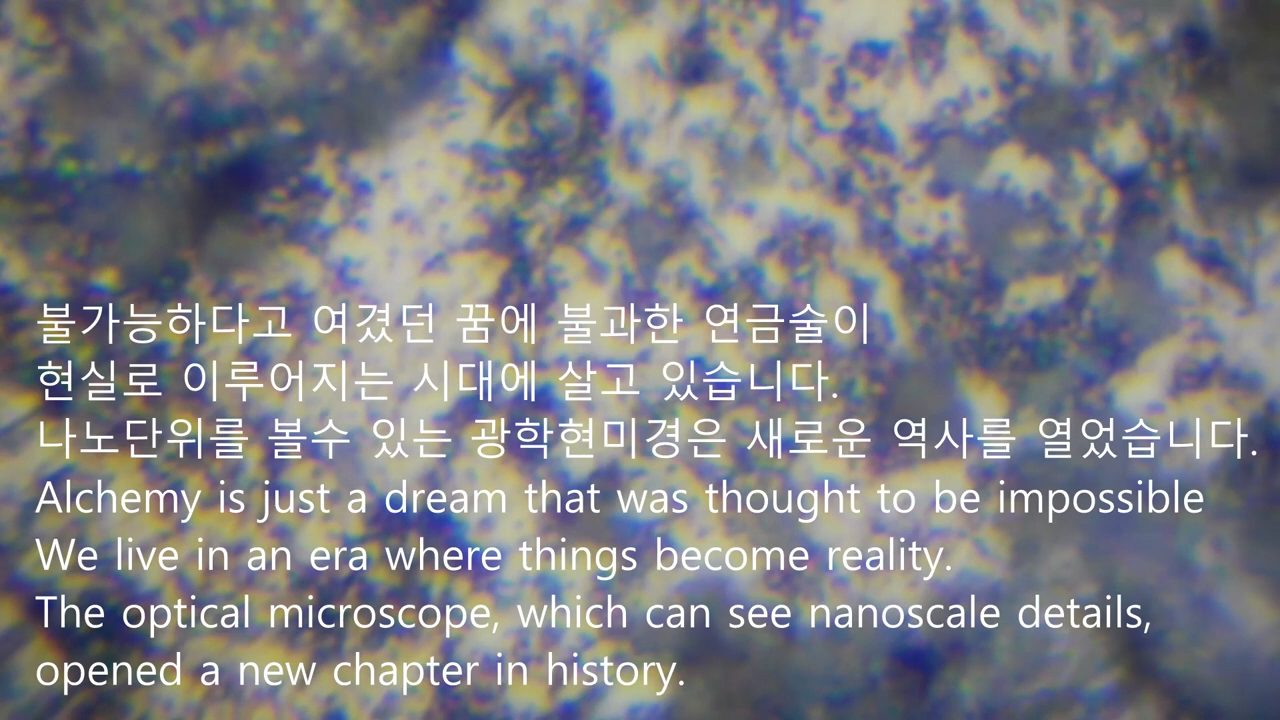 불가능하다고 여겼던 꿈에 불과한 연금술이
현실로 이루어지는 시대에 살고 있습니다.
나노단위를 볼수 있는 광학현미경은 새로운 역사를 열었습니다.
Alchemy is just a dream that was thought to be impossible
We live in an era where things become reality.
The optical microscope, which can see nanoscale details,
opened a new chapter in history.